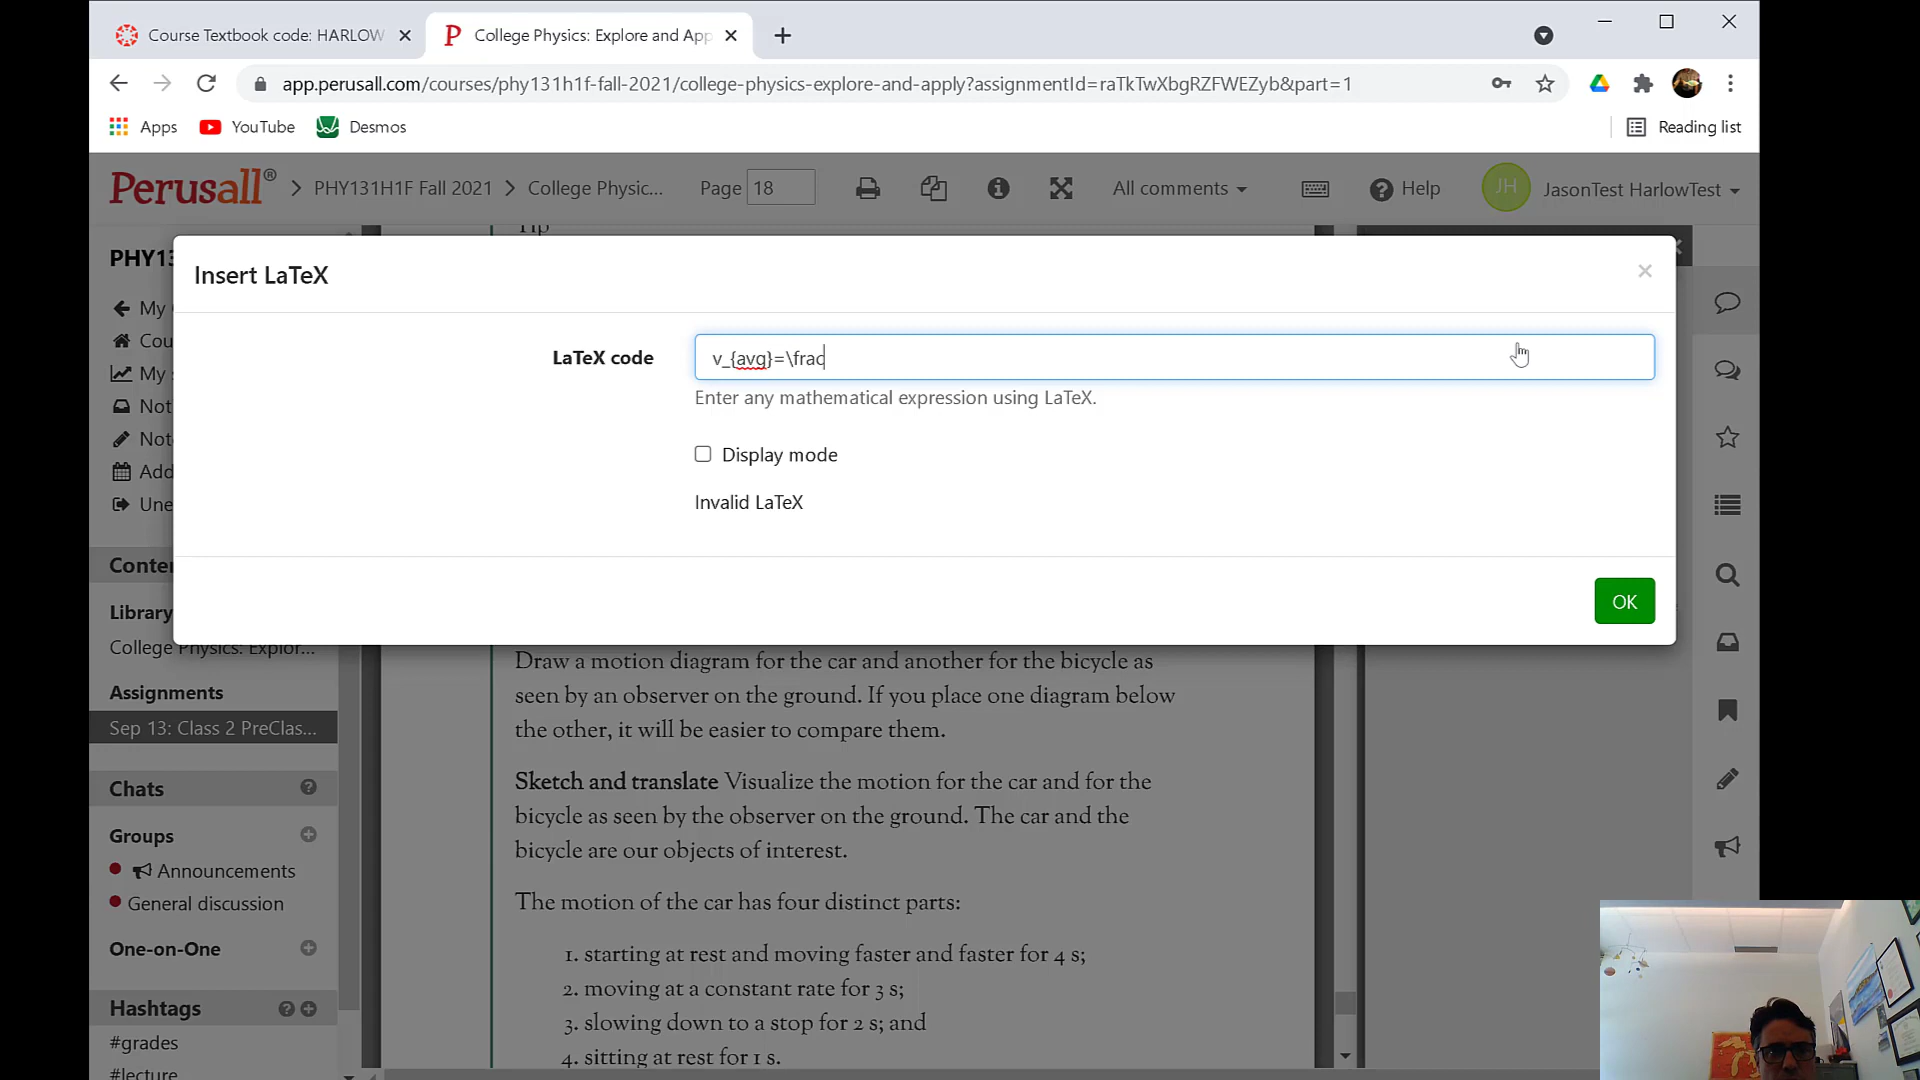 Course Textbook code: HARLOW
College Physics: Explore and App
app.perusall.com/courses/phy131h1f-fall-2021/college-physics-explore-and-apply?assignmentId=raTkTwXbgRZFWEZyb&part=1
Apps YouTube Desmos Reading list
Perusall® PHY131H1F Fall 2021 College Physic... Page 18 All comments Help JH JasonTest HarlowTest
Tip
PHY13
Insert LaTeX
My
Cou
My
Not
Not
Add
Une
LaTeX code v_{avg}=\frac
Enter any mathematical expression using LaTeX.
Display mode
Invalid LaTeX
OK
Conte
Library
College Physics: Explor...
Assignments
Sep 13: Class 2 PreClas...
Chats
Groups
Announcements
General discussion
One-on-One
Hashtags
#grades
#lecture
Draw a motion diagram for the car and another for the bicycle as
seen by an observer on the ground. If you place one diagram below
the other, it will be easier to compare them.
Sketch and translate Visualize the motion for the car and for the
bicycle as seen by the observer on the ground. The car and the
bicycle are our objects of interest.
The motion of the car has four distinct parts:
1. starting at rest and moving faster and faster for 4 s;
2. moving at a constant rate for 3 s;
3. slowing down to a stop for 2 s; and
4. sitting at rest for 1 s.